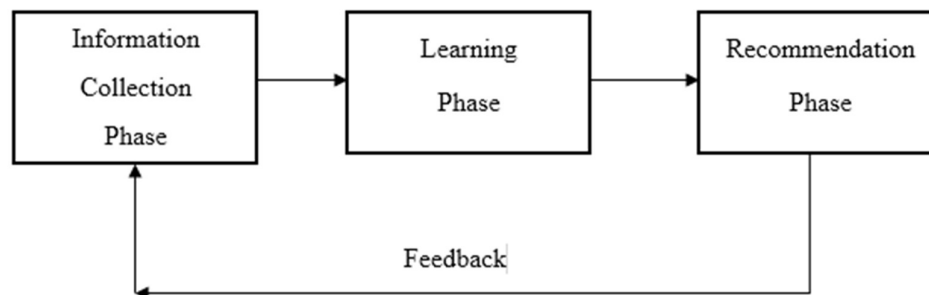 Information
Collection
Phase
Learning
Phase
Recommendation
Phase
Feedback